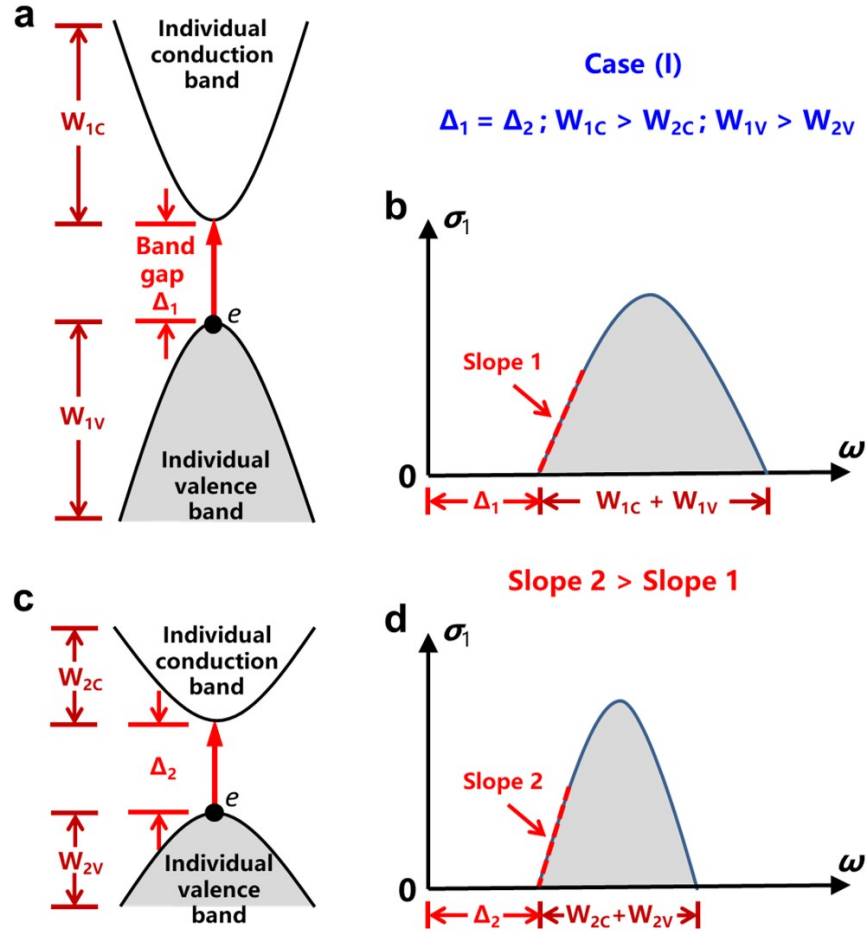 a
Individual
conduction
band
W1C
Band
gap
Δ1
e
W1V
Individual
valence
band
Case (I)
Δ1 = Δ2 ; W1C > W2C ; W1V > W2V
b
σ1
Slope 1
ω
0
Δ1
W1C + W1V
c
Individual
conduction
band
W2C
Δ2
e
W2V
Individual
valence
band
Slope 2 > Slope 1
d
σ1
Slope 2
ω
0
Δ2
W2C+W2V